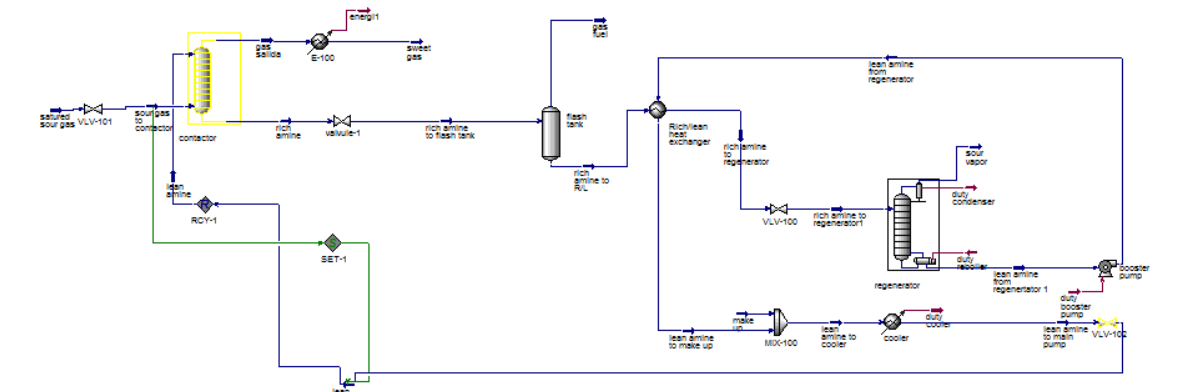 energi1
gas
salida
E-100
sweet
gas
gas
fuel
satured
sour gas
VLV-101
sour gas
to
contactor
contactor
rich
amine
valvule-1
rich amine
to flash tank
flash
tank
rich
amine to
R/L
Rich/lean
heat
exchanger
lean amine
from
regenerator
rich amine
to
regenerator
VLV-100
rich amine to
regenerator1
sour
vapor
duty
condenser
duty
reboiler
regenerator
lean amine
from
regenertator 1
booster
pump
duty
booster
pump
lean
amine
RCY-1
SET-1
make
up
lean amine
to make up
MIX-100
lean
amine to
cooler
duty
cooler
cooler
lean amine
to main
pump
VLV-102
lean